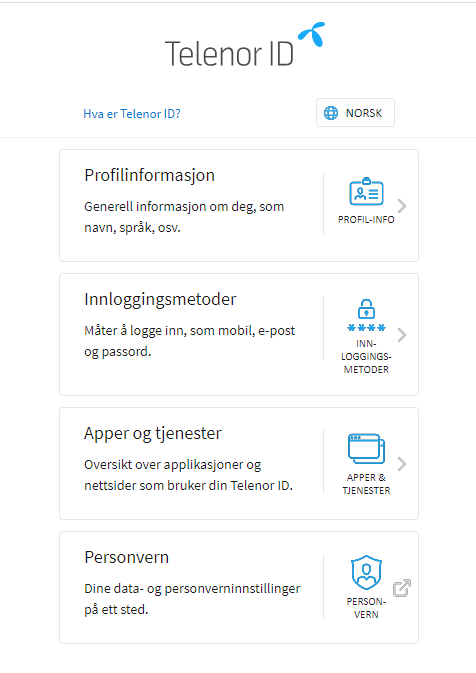 Telenor ID
Hva er Telenor ID?
NORSK
Profilinformasjon
Generell informasjon om deg, som
navn, språk, osv.
PROFIL-INFO
Innloggingsmetoder
Måter å logge inn, som mobil, e-post
og passord.
****
INN-
LOGGINGS-
METODER
Apper og tjenester
Oversikt over applikasjoner og
nettsider som bruker din Telenor ID.
APPER &
TJENESTER
Personvern
Dine data- og personverninnstillinger
på ett sted.
PERSON-
VERN